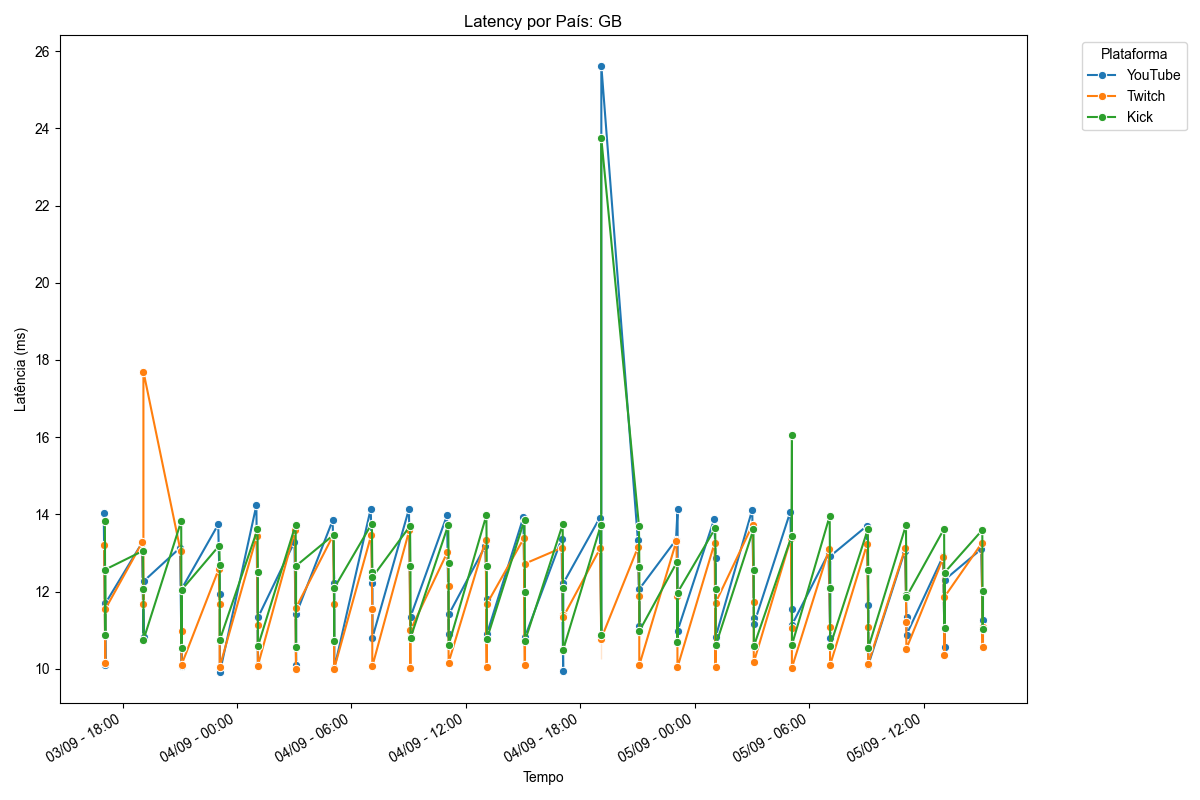 Latency por País: GB
Plataforma
YouTube
Twitch
Kick
Latência (ms)
26
24
22
20
18
16
14
12
10
03/09 - 18:00
04/09 - 00:00
04/09 - 06:00
04/09 - 12:00
04/09 - 18:00
05/09 - 00:00
05/09 - 06:00
05/09 - 12:00
Tempo